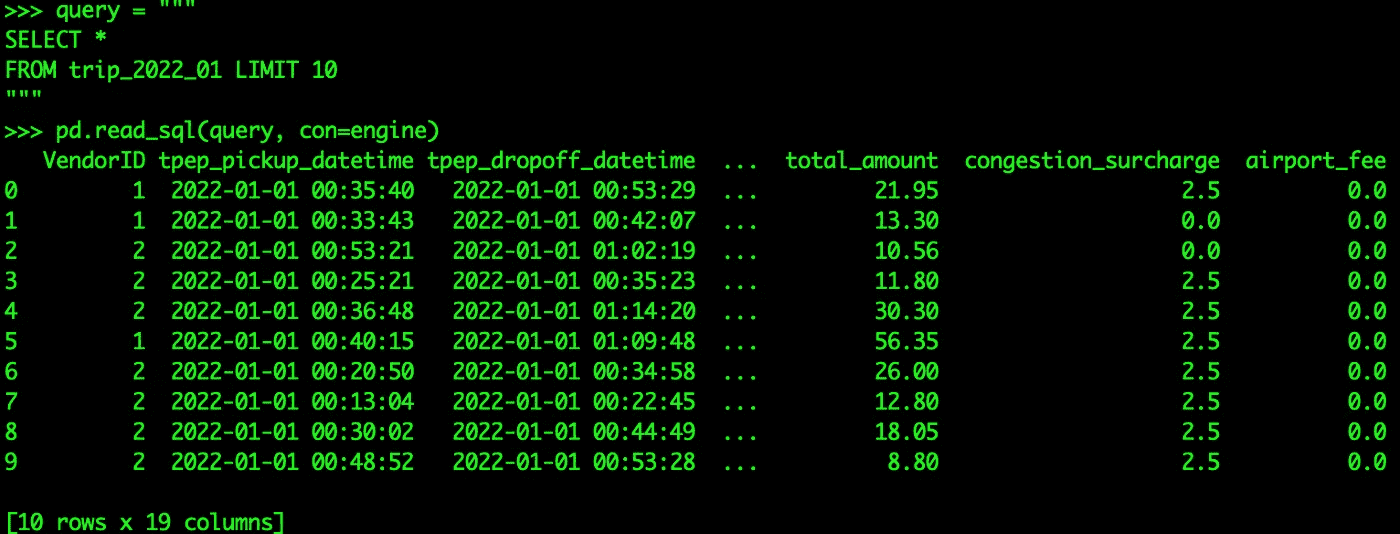 >>> query = """
SELECT *
FROM trip_2022_01 LIMIT 10
"""
>>> pd.read_sql(query, con=engine)
   VendorID tpep_pickup_datetime tpep_dropoff_datetime  ...  total_amount  congestion_surcharge  airport_fee
0         1  2022-01-01 00:35:40   2022-01-01 00:53:29  ...         21.95                   2.5          0.0
1         1  2022-01-01 00:33:43   2022-01-01 00:42:07  ...         13.30                   0.0          0.0
2         2  2022-01-01 00:53:21   2022-01-01 01:02:19  ...         10.56                   0.0          0.0
3         2  2022-01-01 00:25:21   2022-01-01 00:35:23  ...         11.80                   2.5          0.0
4         2  2022-01-01 00:36:48   2022-01-01 01:14:20  ...         30.30                   2.5          0.0
5         1  2022-01-01 00:40:15   2022-01-01 01:09:48  ...         56.35                   2.5          0.0
6         2  2022-01-01 00:20:50   2022-01-01 00:34:58  ...         26.00                   2.5          0.0
7         2  2022-01-01 00:13:04   2022-01-01 00:22:45  ...         12.80                   2.5          0.0
8         2  2022-01-01 00:30:02   2022-01-01 00:44:49  ...         18.05                   2.5          0.0
9         2  2022-01-01 00:48:52   2022-01-01 00:53:28  ...          8.80                   2.5          0.0
[10 rows x 19 columns]